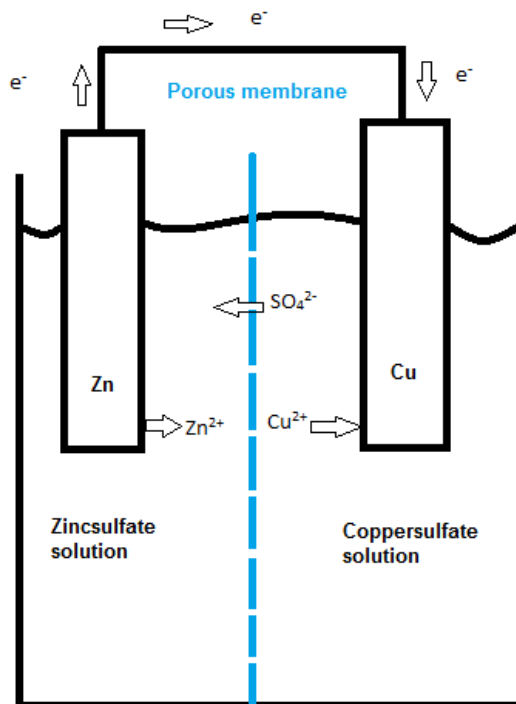 e⁻
e⁻
e⁻
Porous membrane
SO₄²⁻
Zn
Cu
Zn²⁺
Cu²⁺
Zincsulfate
solution
Coppersulfate
solution